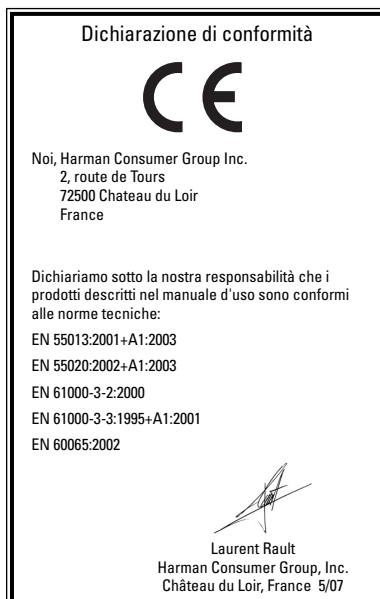 Dichiarazione di conformità
CE
Noi, Harman Consumer Group Inc.
2, route de Tours
72500 Chateau du Loir
France
Dichiariamo sotto la nostra responsabilità che i
prodotti descritti nel manuale d'uso sono conformi
alle norme tecniche:
EN 55013:2001+A1:2003
EN 55020:2002+A1:2003
EN 61000-3-2:2000
EN 61000-3-3:1995+A1:2001
EN 60065:2002
Laurent Rault
Harman Consumer Group, Inc.
Château du Loir, France 5/07